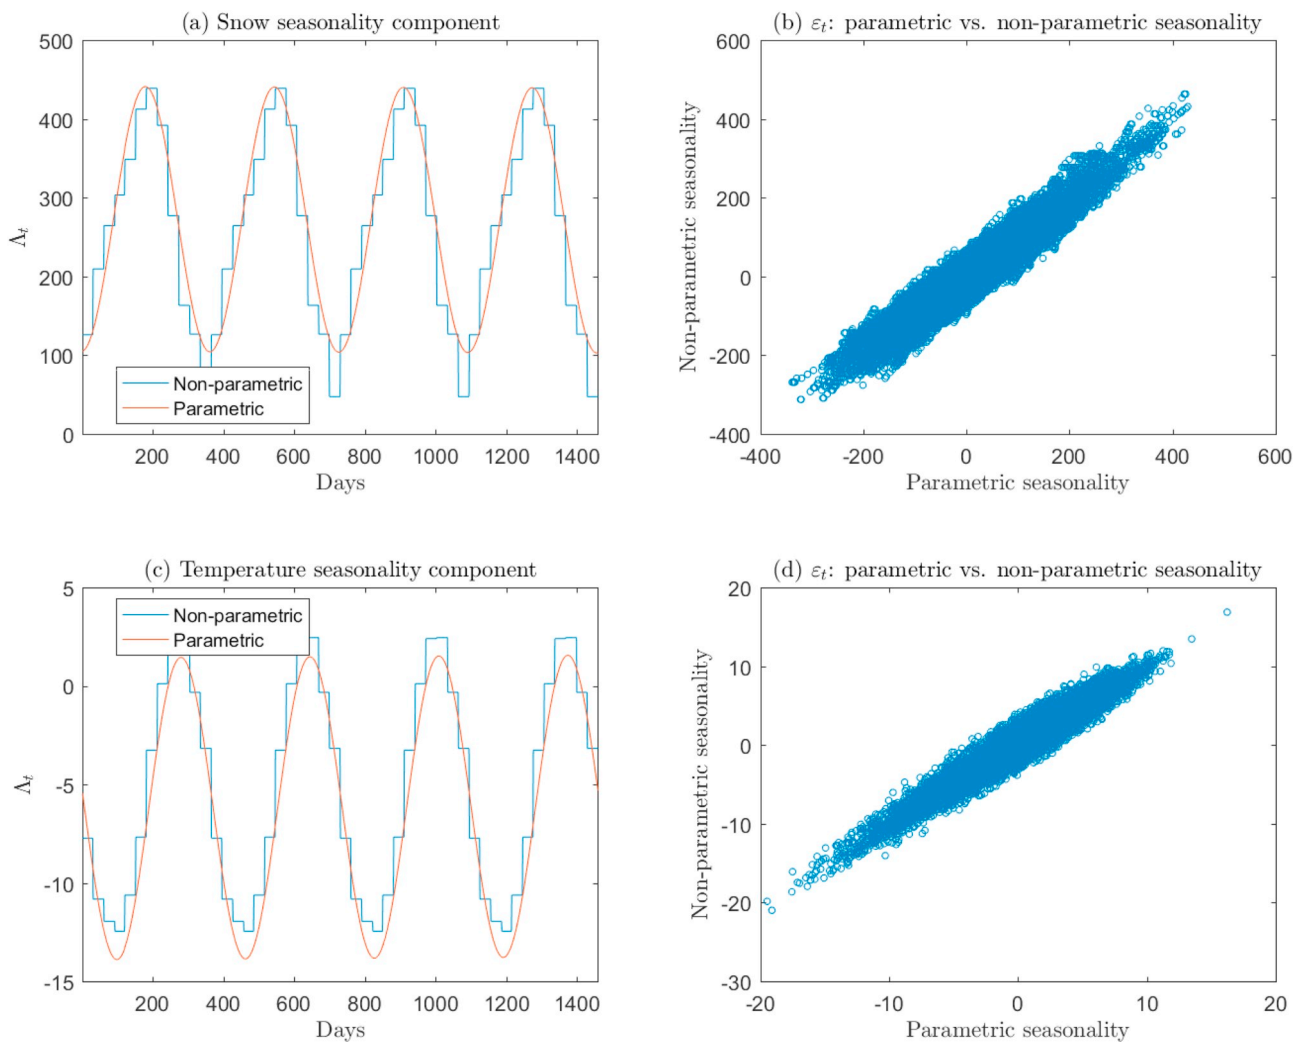 (a) Snow seasonality component
500
400
300
200
100
0
Λt
Non-parametric
Parametric
200 400 600 800 1000 1200 1400
Days
(b) εt: parametric vs. non-parametric seasonality
600
400
200
0
-200
-400
Non-parametric seasonality
-400 -200 0 200 400 600
Parametric seasonality
(c) Temperature seasonality component
5
0
-5
-10
-15
Λt
Non-parametric
Parametric
200 400 600 800 1000 1200 1400
Days
(d) εt: parametric vs. non-parametric seasonality
20
10
0
-10
-20
-30
Non-parametric seasonality
-20 -10 0 10 20
Parametric seasonality